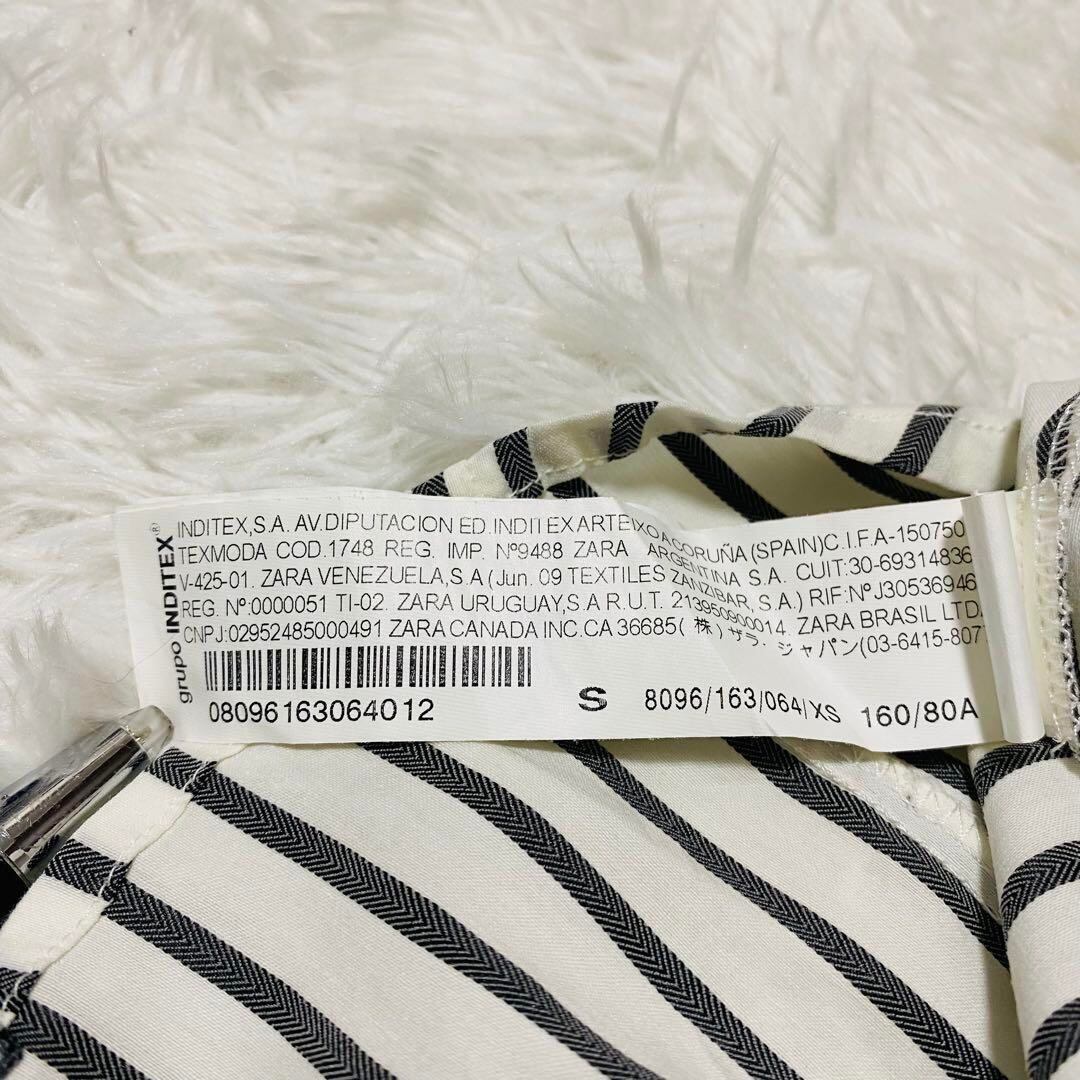 grupo INDITEX®
INDITEX,S.A. AV.DIPUTACION ED.INDITEX ARTEIXO A CORUÑA (SPAIN)C.I.F.A-150750
TEXMODA COD.1748 REG. IMP. Nº9488 ZARA ARGENTINA S.A. CUIT:30-69314836
V-425-01. ZARA VENEZUELA,S.A (Jun. 09 TEXTILES ZANZIBAR, S.A.) RIF:NºJ30536946
REG. Nº:0000051 TI-02. ZARA URUGUAY,S.A R.U.T. 213950900014. ZARA BRASIL LTDA.
CNPJ:02952485000491 ZARA CANADA INC.CA 36685( 株) ザラ・ジャパン(03-6415-807
08096163064012
S 8096/163/064/XS 160/80A